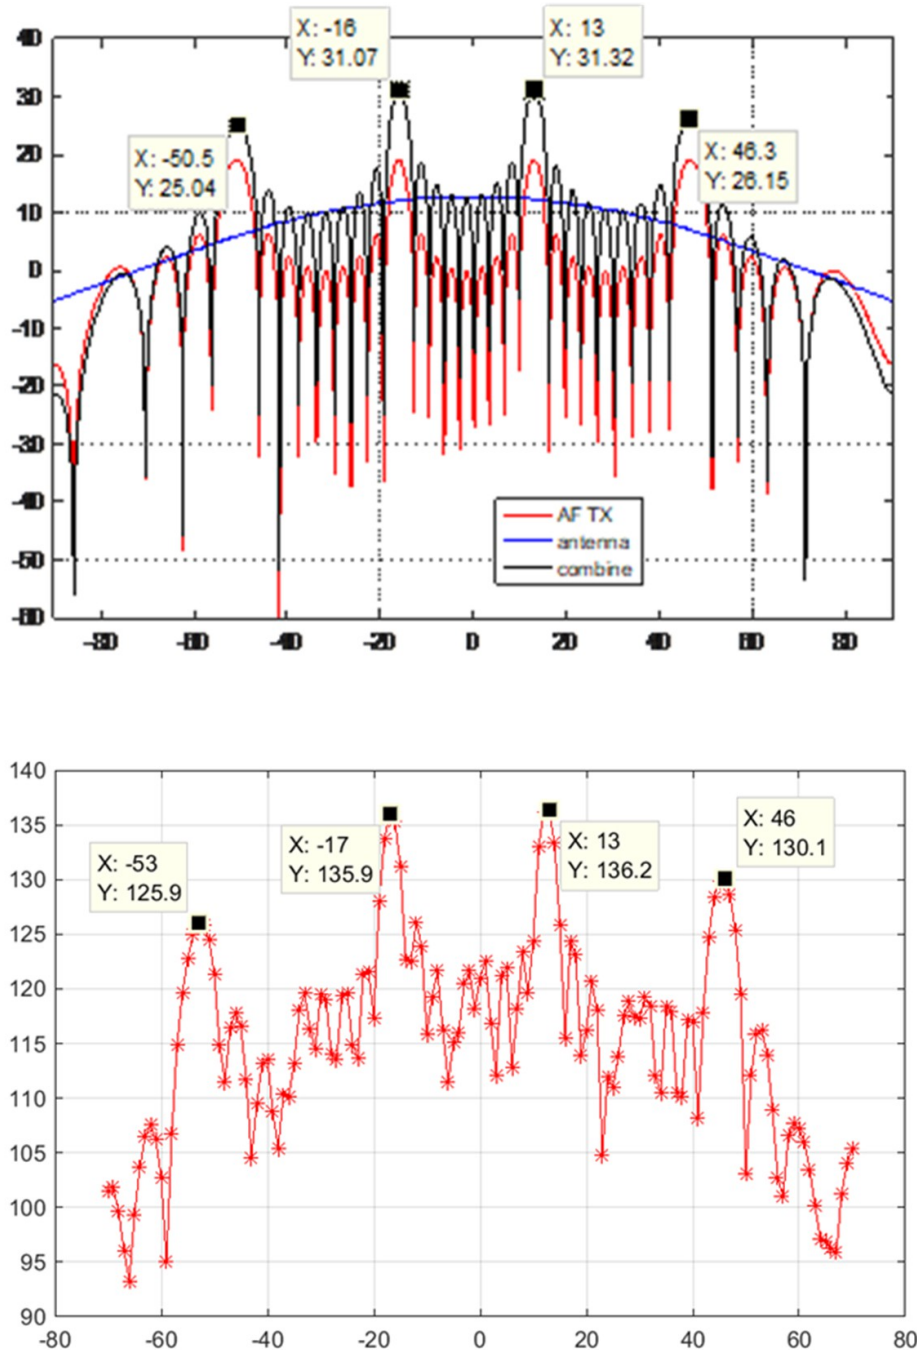 X: -16
Y: 31.07
X: 13
Y: 31.32
X: -50.5
Y: 25.04
X: 46.3
Y: 26.15
40
30
20
10
0
-10
-20
-30
-40
-50
-60
AF TX
antenna
combine
-80 -60 -40 -20 0 20 40 60 80
140
135
130
125
120
115
110
105
100
95
90
X: -53
Y: 125.9
X: -17
Y: 135.9
X: 13
Y: 136.2
X: 46
Y: 130.1
-80 -60 -40 -20 0 20 40 60 80